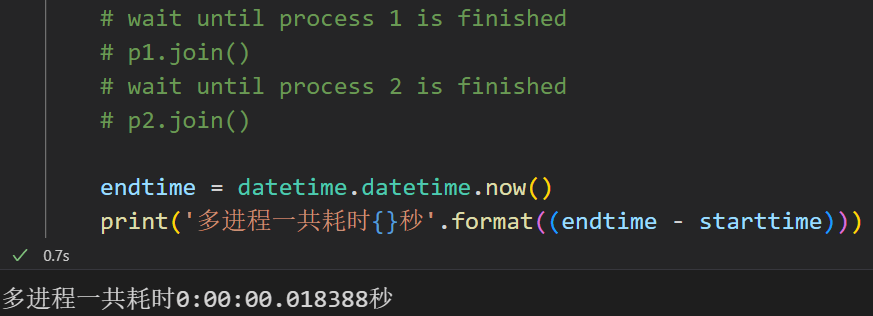 # wait until process 1 is finished
# p1.join()
# wait until process 2 is finished
# p2.join()
endtime = datetime.datetime.now()
print('多进程一共耗时{}秒'.format((endtime - starttime)))
0.7s
多进程一共耗时0:00:00.018388秒